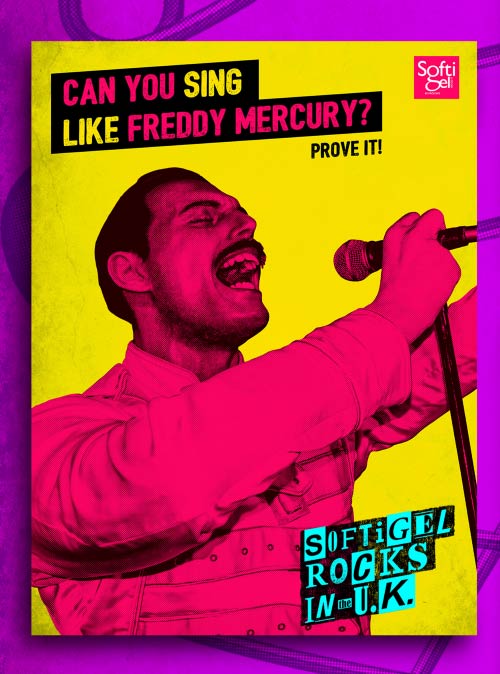 CAN YOU SING
LIKE FREDDY MERCURY?
PROVE IT!
Softi
gel
SOFTiGEL
ROCKS
IN the U.K.